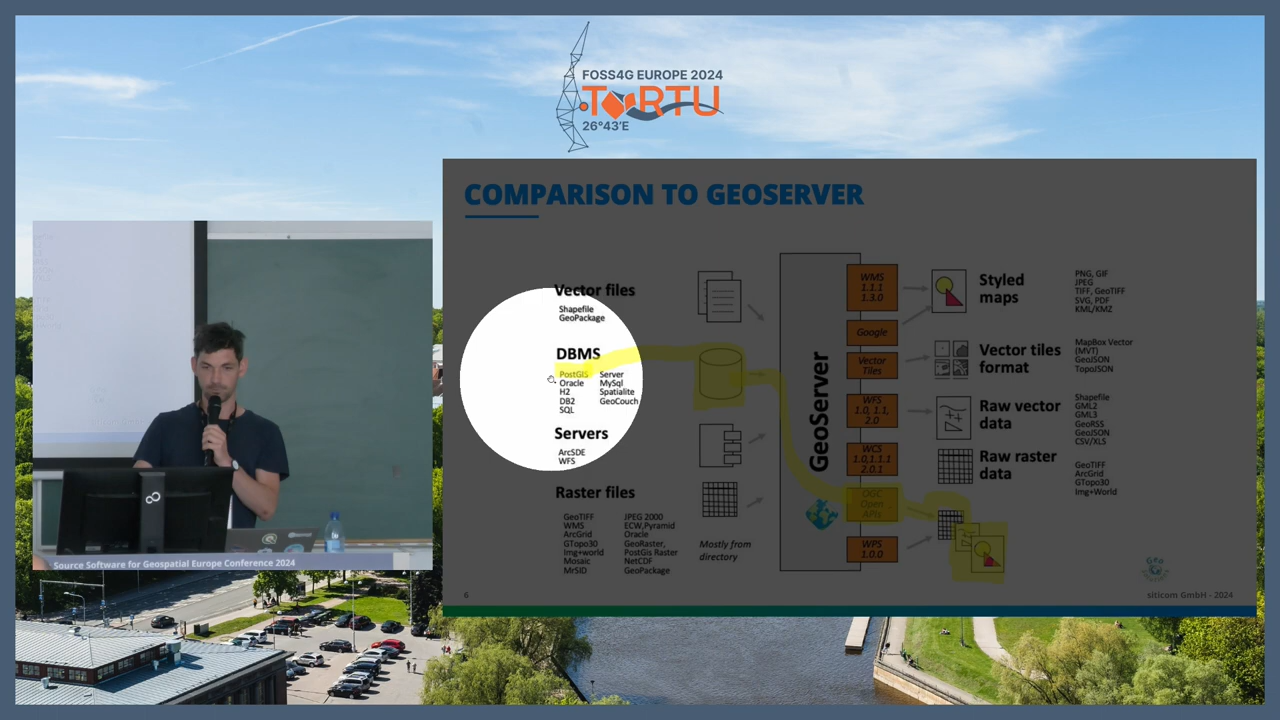 FOSS4G EUROPE 2024
TORTU
26°43'E
COMPARISON TO GEOSERVER
Vector files
Shapefile
GeoPackage
DBMS
PostGIS Server
Oracle MySql
H2 Spatialite
DB2 GeoCouch
SQL
Servers
ArcSDE
WFS
Raster files
GeoTIFF JPEG 2000
WMS ECW,Pyramid
ArcGrid Oracle
GTopo30 GeoRaster,
Img+world PostGis Raster
Mosaic NetCDF
MrSID GeoPackage
Mostly from
directory
GeoServer
WMS
1.1.1
1.3.0
Google
Vector
Tiles
WFS
1.0, 1.1,
2.0
WCS
1.0,1.1.1
2.0.1
OGC
Open
APIs
WPS
1.0.0
Styled
maps
PNG, GIF
JPEG
TIFF, GeoTIFF
SVG, PDF
KML/KMZ
Vector tiles
format
MapBox Vector
(MVT)
GeoJSON
TopoJSON
Raw vector
data
Shapefile
GML2
GML3
GeoRSS
GeoJSON
CSV/XLS
Raw raster
data
GeoTIFF
ArcGrid
GTopo30
Img+World
6
siticom GmbH - 2024
Source Software for Geospatial Europe Conference 2024